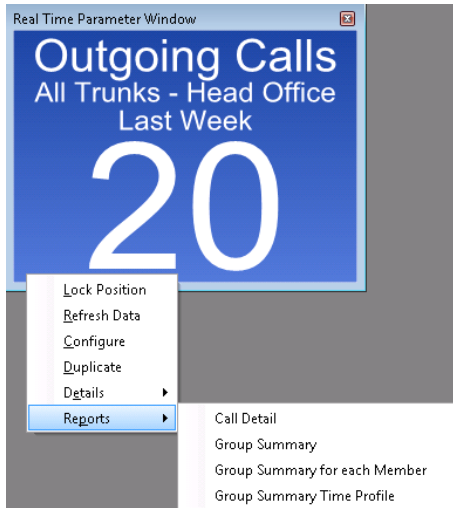 Real Time Parameter Window
Outgoing Calls
All Trunks - Head Office
Last Week
20
Lock Position
Refresh Data
Configure
Duplicate
Details
Reports
Call Detail
Group Summary
Group Summary for each Member
Group Summary Time Profile